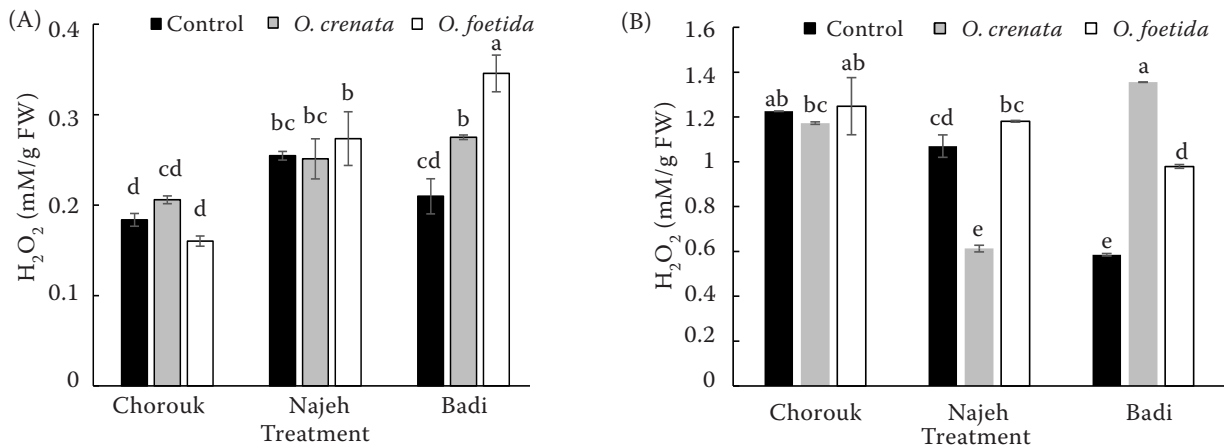 (A)
Control O. crenata O. foetida
H₂O₂ (mM/g FW)
0.4
0.3
0.2
0.1
0
d cd d
bc bc b
cd b a
Chorouk Najeh Badi
Treatment
(B)
Control O. crenata O. foetida
H₂O₂ (mM/g FW)
1.6
1.4
1.2
1
0.8
0.6
0.4
0.2
0
ab bc ab
cd e bc
e a d
Chorouk Najeh Badi
Treatment